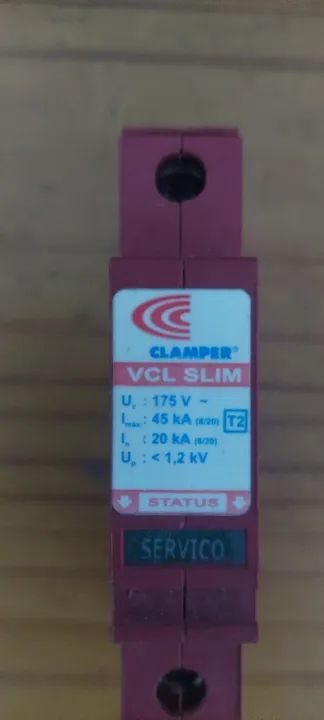 CLAMPER®
VCL SLIM
Uc : 175 V ~
Imax : 45 kA (8/20) T2
In : 20 kA (8/20)
Up : < 1,2 kV
STATUS
SERVICO